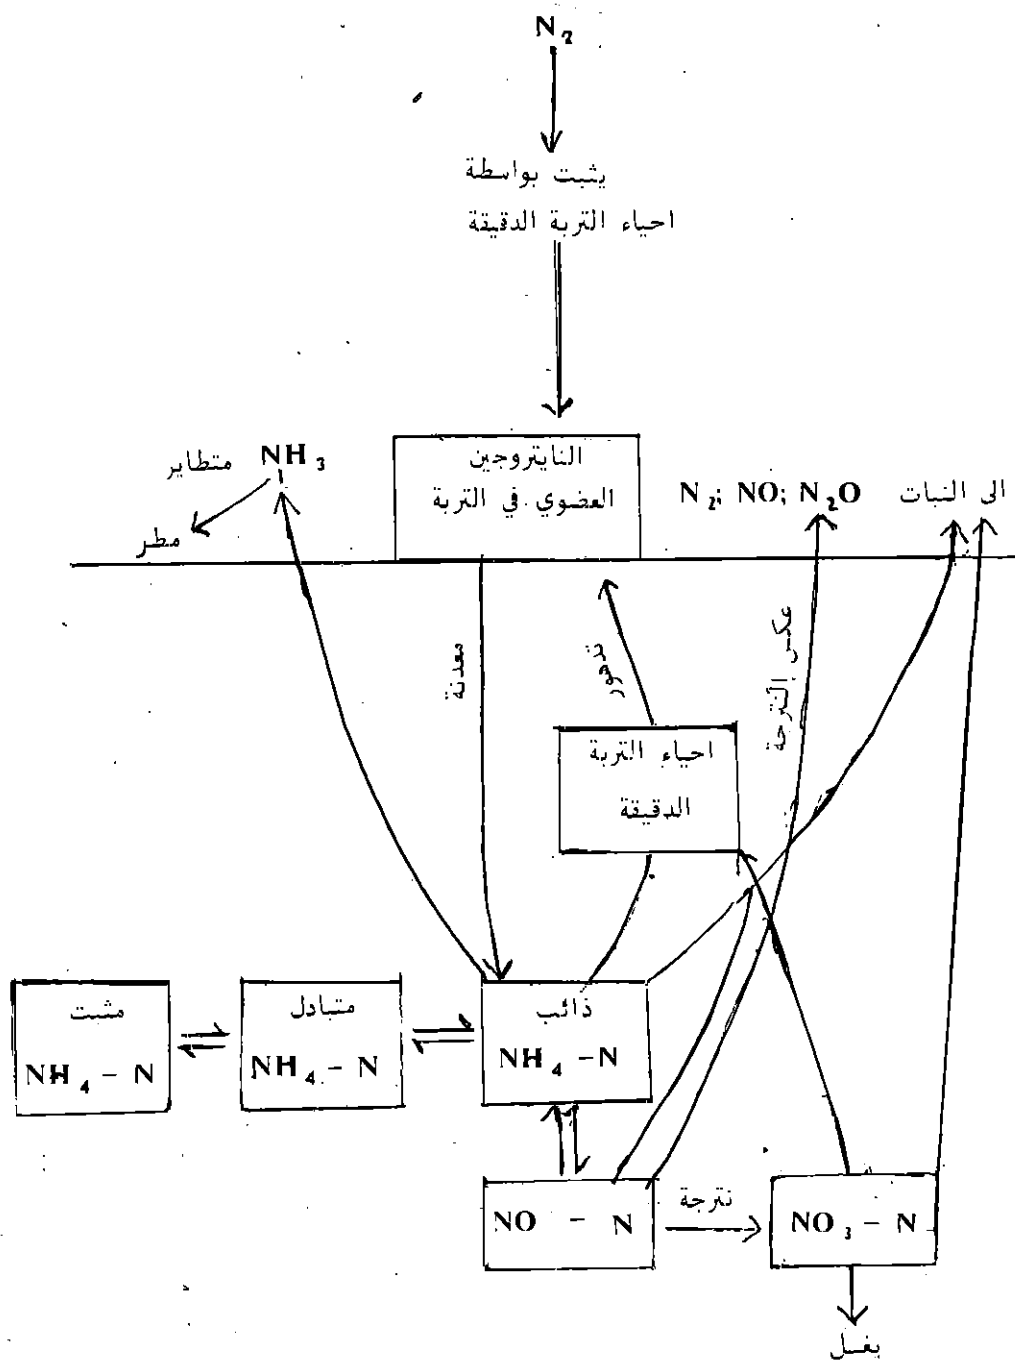 N₂
يثبت بواسطة
احياء التربة الدقيقة
النايتروجين
العضوي في التربة
NH₃ متطاير
مطر
N₂; NO; N₂O
الى النبات
معدنة
تدهور
عكس النترجة
احياء التربة
الدقيقة
مثبت
NH₄ – N
متبادل
NH₄ – N
ذائب
NH₄ – N
NO – N
نترجة
NO₃ – N
يغسل